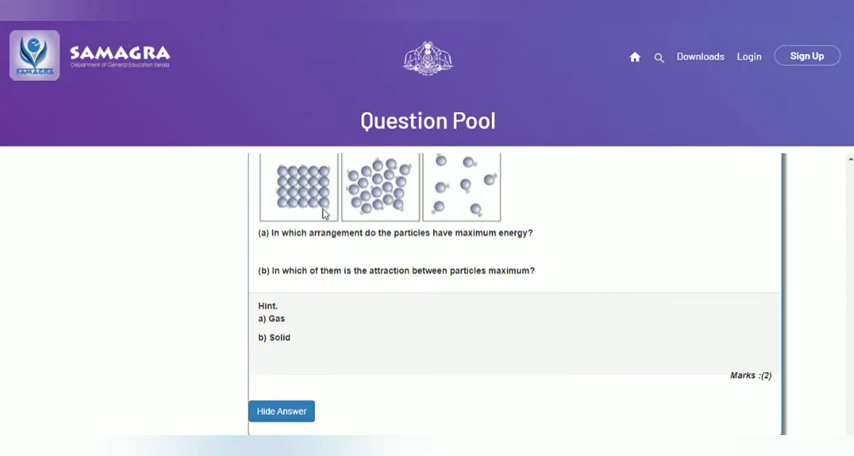 SAMAGRA
Department of General Education Kerala
SAMAGRA
Downloads
Login
Sign Up
Question Pool
(a) In which arrangement do the particles have maximum energy?
(b) In which of them is the attraction between particles maximum?
Hint.
a) Gas
b) Solid
Marks :(2)
Hide Answer